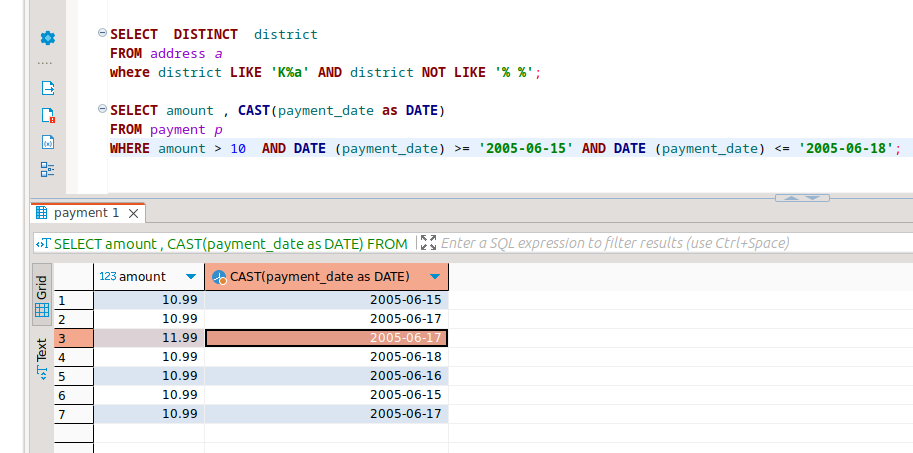 SELECT  DISTINCT  district
FROM address a
where district LIKE 'K%a' AND district NOT LIKE '% %';
SELECT amount , CAST(payment_date as DATE)
FROM payment p
WHERE amount > 10  AND DATE (payment_date) >= '2005-06-15' AND DATE (payment_date) <= '2005-06-18';
payment 1
SELECT amount , CAST(payment_date as DATE) FROM
Enter a SQL expression to filter results (use Ctrl+Space)
Grid
Text
123 amount CAST(payment_date as DATE)
1 10.99 2005-06-15
2 10.99 2005-06-17
3 11.99 2005-06-17
4 10.99 2005-06-18
5 10.99 2005-06-16
6 10.99 2005-06-15
7 10.99 2005-06-17